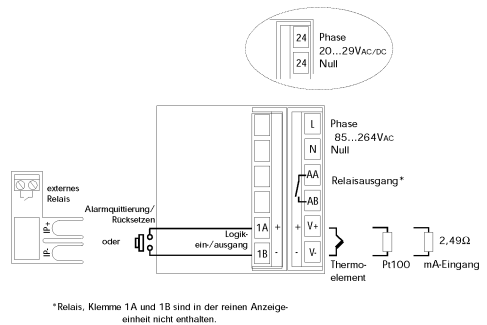 24 Phase
20...29VAC/DC
24 Null
L Phase
85...264VAC
N Null
AA
Relaisausgang*
AB
externes
Relais
IP+
IP-
Alarmquittierung/
Rücksetzen
oder
Logik-
ein-/ausgang
1A + + V+
1B - - V-
Thermo-
element
Pt100
mA-Eingang
2,49Ω
*Relais, Klemme 1A und 1B sind in der reinen Anzeige-
einheit nicht enthalten.